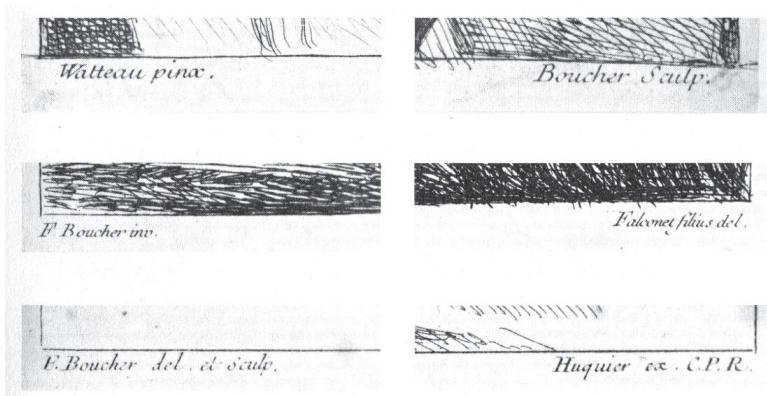 Watteau pinx.
Boucher Sculp.
F Boucher inv.
Falconet filius del.
F. Boucher del. et Sculp.
Huquier ex. C.P.R.